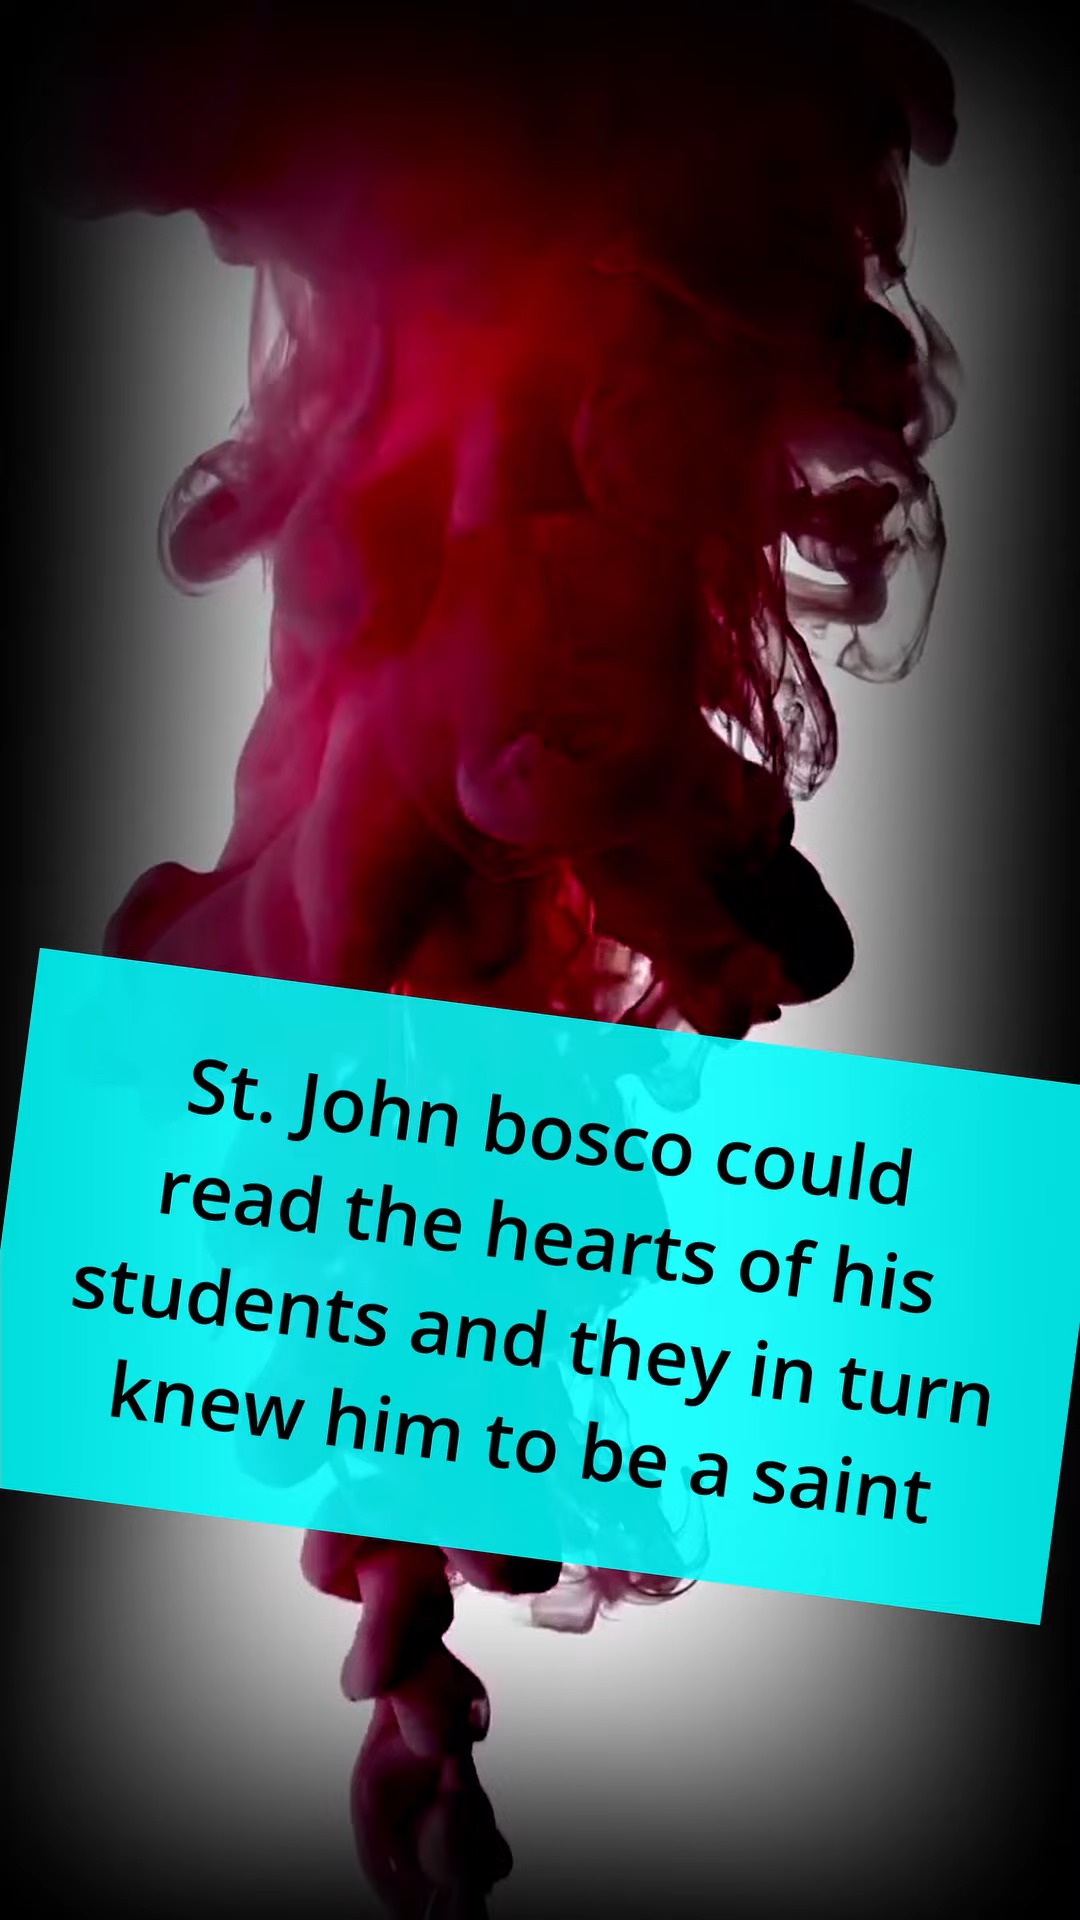 St. John bosco could
read the hearts of his
students and they in turn
knew him to be a saint